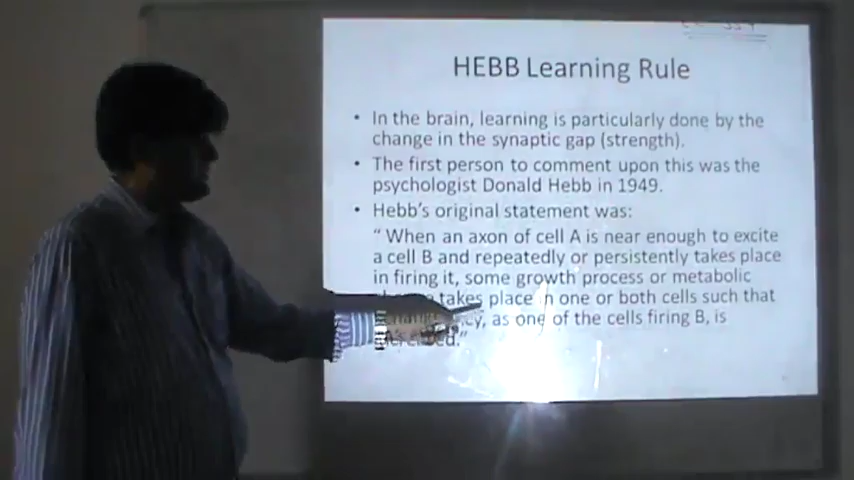 HEBB Learning Rule
• In the brain, learning is particularly done by the
change in the synaptic gap (strength).
• The first person to comment upon this was the
psychologist Donald Hebb in 1949.
• Hebb's original statement was:
" When an axon of cell A is near enough to excite
a cell B and repeatedly or persistently takes place
in firing it, some growth process or metabolic
takes place in one or both cells such that
as one of the cells firing B, is